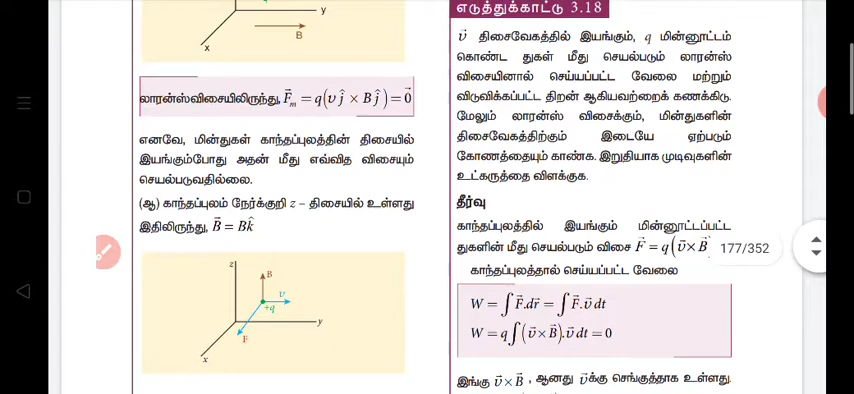 y
B
x
லாரன்ஸ்விசையிலிருந்து, F⃗ₘ = q(υ ĵ × B ĵ) = 0⃗
எனவே, மின்துகள் காந்தப்புலத்தின் திசையில்
இயங்கும்போது அதன் மீது எவ்வித விசையும்
செயல்படுவதில்லை.
(ஆ) காந்தப்புலம் நேர்க்குறி z – திசையில் உள்ளது
இதிலிருந்து, B⃗ = Bk̂
z
B
υ
+q
y
F
x
எடுத்துக்காட்டு 3.18
υ⃗ திசைவேகத்தில் இயங்கும், q மின்னூட்டம்
கொண்ட துகள் மீது செயல்படும் லாரன்ஸ்
விசையினால் செய்யப்பட்ட வேலை மற்றும்
விடுவிக்கப்பட்ட திறன் ஆகியவற்றைக் கணக்கிடு.
மேலும் லாரன்ஸ் விசைக்கும், மின்துகளின்
திசைவேகத்திற்கும் இடையே ஏற்படும்
கோணத்தையும் காண்க. இறுதியாக முடிவுகளின்
உட்கருத்தை விளக்குக.
தீர்வு
காந்தப்புலத்தில் இயங்கும் மின்னூட்டப்பட்ட
துகளின் மீது செயல்படும் விசை F⃗ = q(υ⃗ × B⃗
177/352
காந்தப்புலத்தால் செய்யப்பட்ட வேலை
W = ∫ F⃗.dr⃗ = ∫ F⃗.υ⃗ dt
W = q∫(υ⃗ × B⃗).υ⃗ dt = 0
இங்கு υ⃗ × B⃗ , ஆனது υ⃗க்கு செங்குத்தாக உள்ளது.